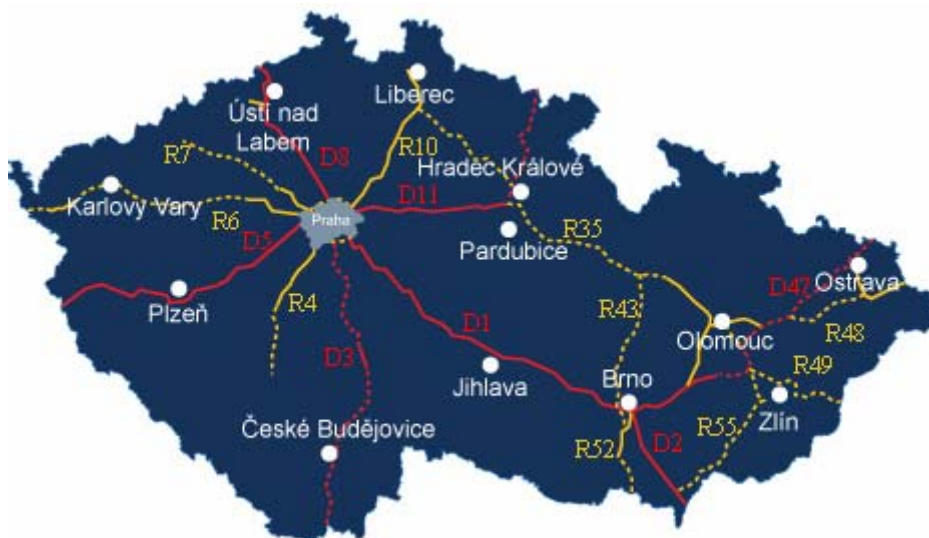 Liberec
Ústí nad
Labem
R7
D8
R10
Hradec Králové
Karlovy Vary
R6
D11
Praha
D5
R35
Pardubice
Plzeň
R4
R43
D47
Ostrava
D1
Olomouc
R48
D3
Jihlava
Brno
R49
České Budějovice
R52
D2
R55
Zlín